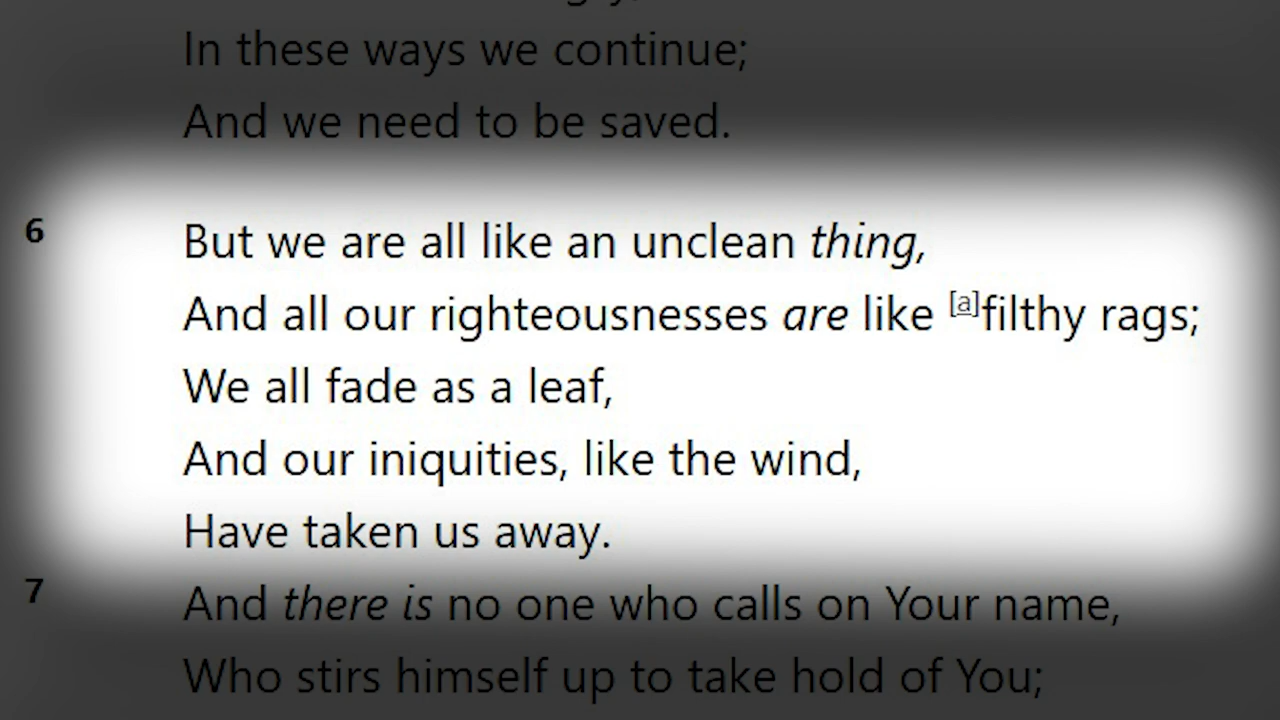 In these ways we continue;
And we need to be saved.
6 But we are all like an unclean thing,
And all our righteousnesses are like [a]filthy rags;
We all fade as a leaf,
And our iniquities, like the wind,
Have taken us away.
7 And there is no one who calls on Your name,
Who stirs himself up to take hold of You;